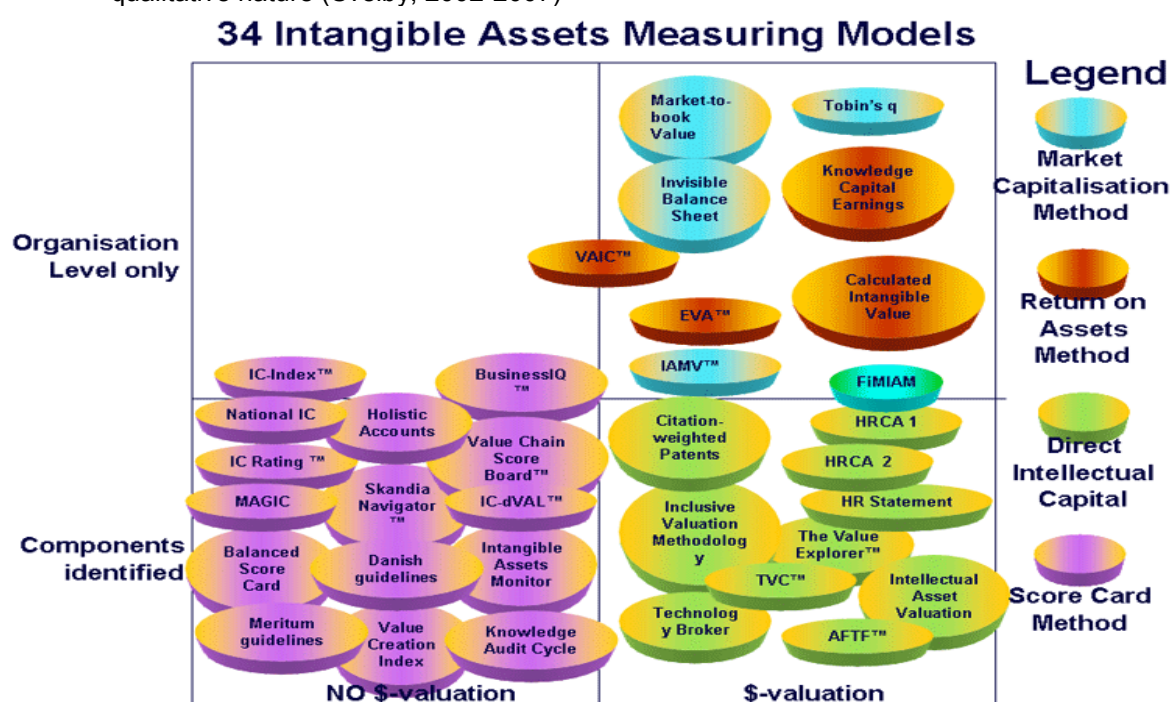 34 Intangible Assets Measuring Models
Organisation
Level only
Components
identified
Market-to-
book
Value
Tobin's q
Invisible
Balance
Sheet
Knowledge
Capital
Earnings
VAIC™
Calculated
Intangible
Value
EVA™
IAMV™
FiMIAM
IC-Index™
BusinessIQ
™
National IC
Holistic
Accounts
Value Chain
Score
Board™
IC Rating ™
MAGIC
Skandia
Navigator
™
IC-dVAL™
Balanced
Score
Card
Danish
guidelines
Intangible
Assets
Monitor
Meritum
guidelines
Value
Creation
Index
Knowledge
Audit Cycle
Citation-
weighted
Patents
HRCA 1
HRCA 2
HR Statement
Inclusive
Valuation
Methodolog
y
The Value
Explorer™
TVC™
Intellectual
Asset
Valuation
Technolog
y Broker
AFTF™
NO $-valuation
$-valuation
Legend
Market
Capitalisation
Method
Return on
Assets
Method
Direct
Intellectual
Capital
Score Card
Method